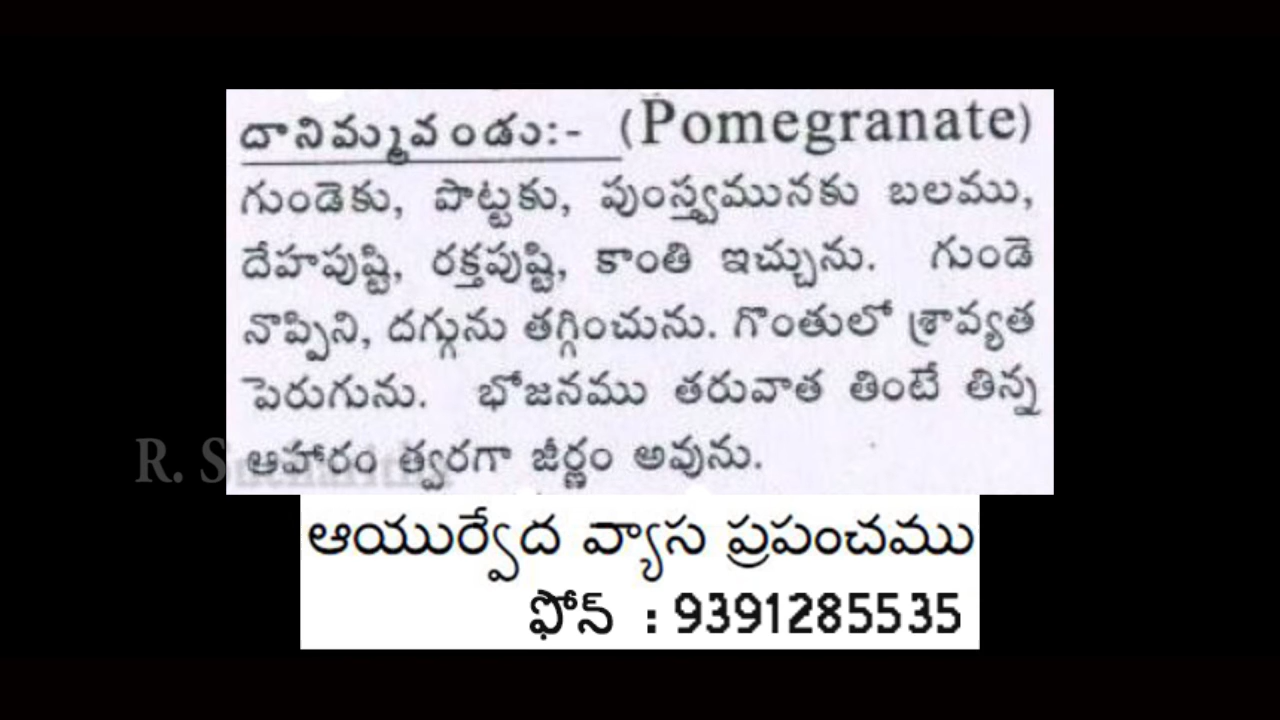 దానిమ్మవండు:- (Pomegranate)
గుండెకు, పొట్టకు, పుంస్త్వమునకు బలము,
దేహపుష్టి, రక్తపుష్టి, కాంతి ఇచ్చును. గుండె
నొప్పిని, దగ్గును తగ్గించును. గొంతులో శ్రావ్యత
పెరుగును. భోజనము తరువాత తింటే తిన్న
ఆహారం త్వరగా జీర్ణం అవును.
R.
ఆయుర్వేద వ్యాస ప్రపంచము
ఫోన్ : 9391285535